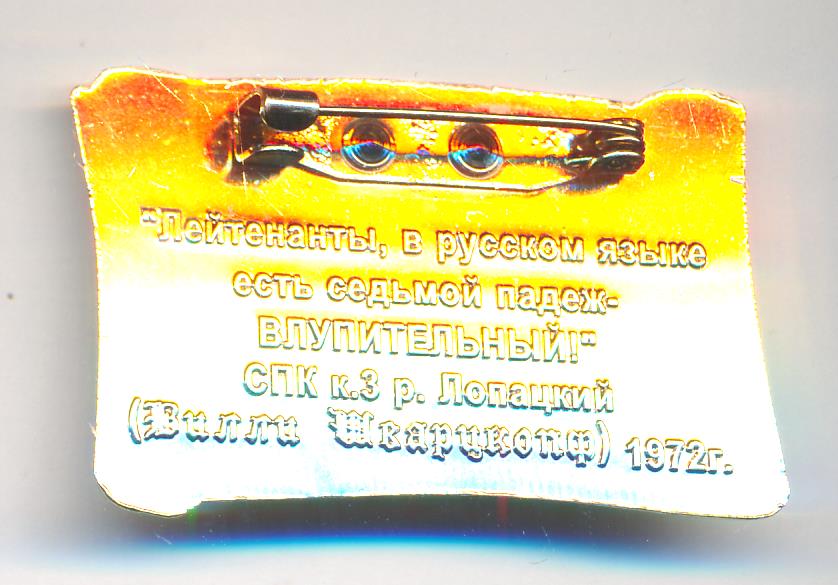 "Лейтенанты, в русском языке
есть седьмой падеж-
ВЛУПИТЕЛЬНЫЙ!"
СПК к.3 р. Лопацкий
(Вилли Шварцкопф) 1972г.